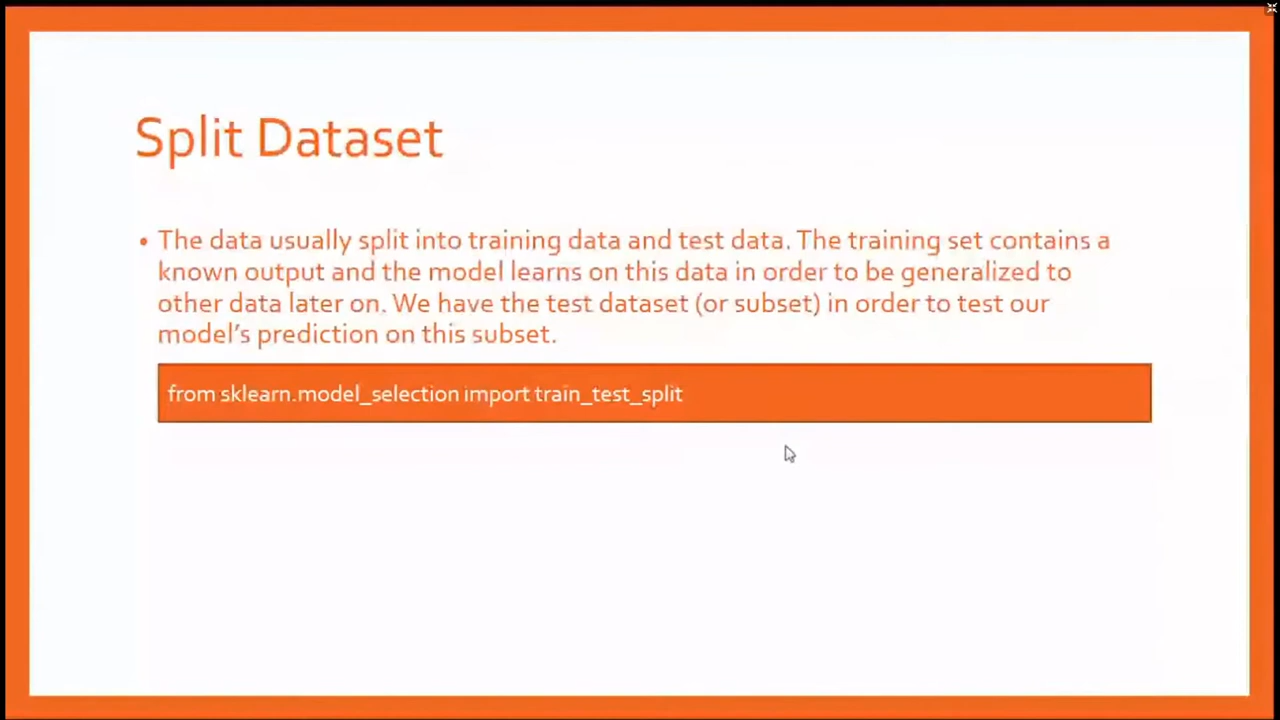 Split Dataset
• The data usually split into training data and test data. The training set contains a
known output and the model learns on this data in order to be generalized to
other data later on. We have the test dataset (or subset) in order to test our
model’s prediction on this subset.
from sklearn.model_selection import train_test_split